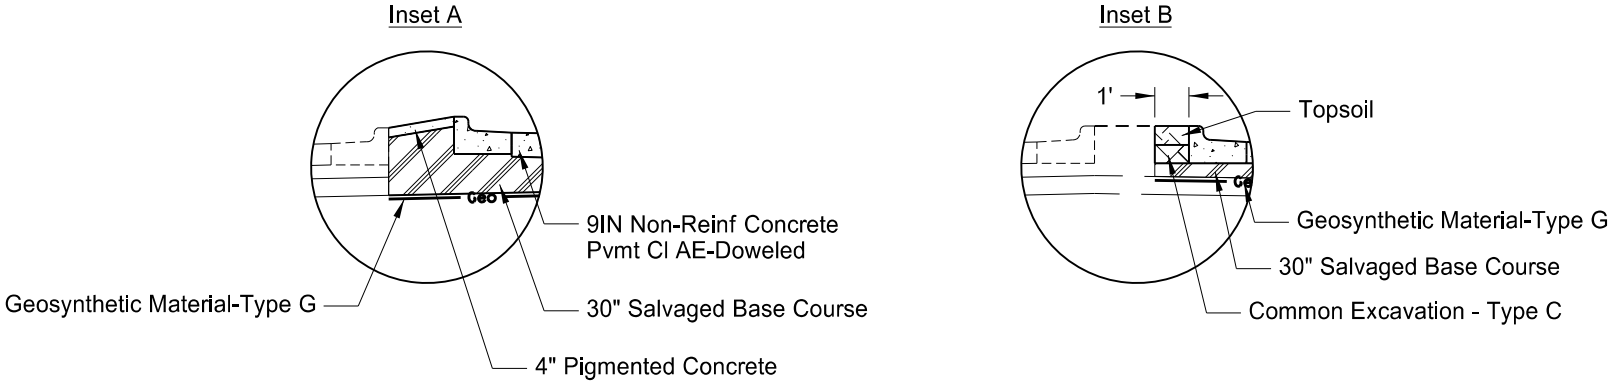 Inset A
Geo
9IN Non-Reinf Concrete
Pvmt Cl AE-Doweled
Geosynthetic Material-Type G
30" Salvaged Base Course
4" Pigmented Concrete
Inset B
1'
Topsoil
Ge
Geosynthetic Material-Type G
30" Salvaged Base Course
Common Excavation - Type C